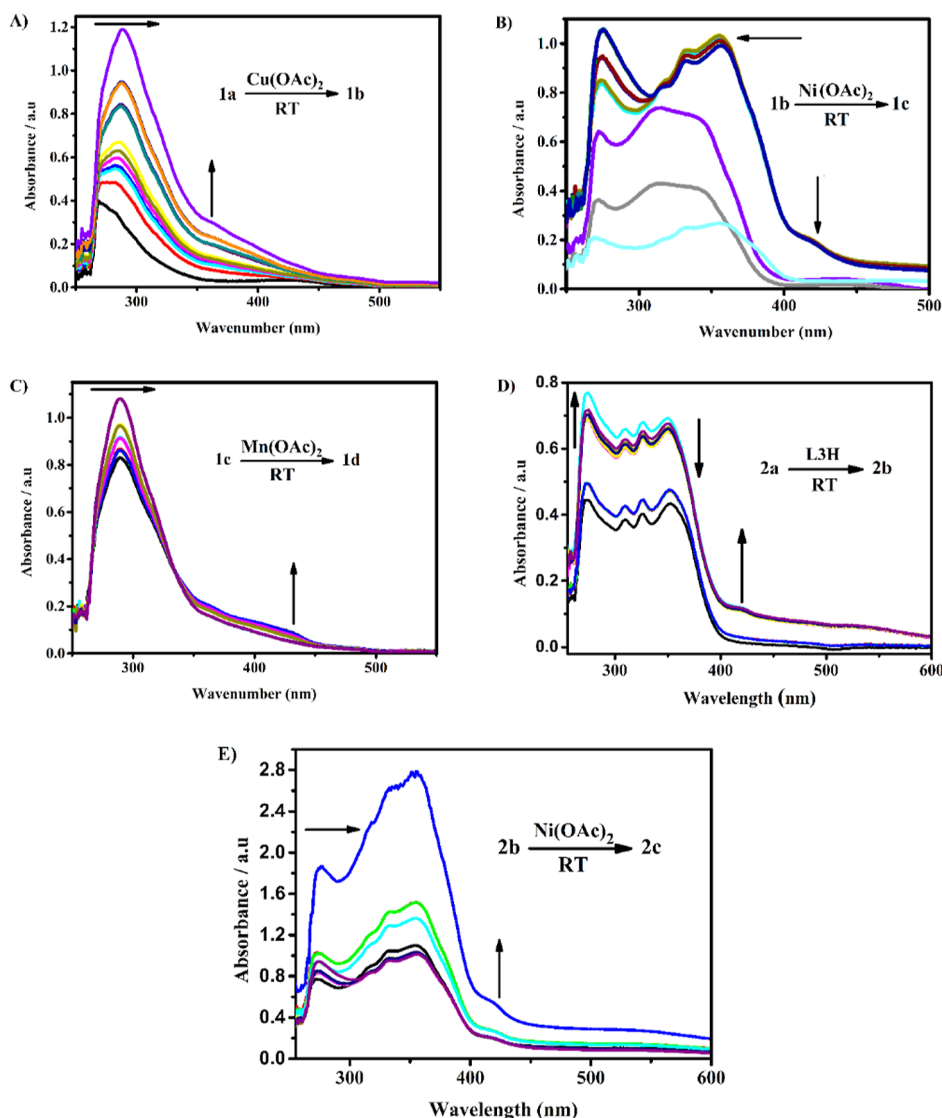 A)
1.2
1.0
0.8
0.6
0.4
0.2
0.0
Absorbance / a.u
1a Cu(OAc)2 RT 1b
300 400 500
Wavenumber (nm)
B)
1.0
0.8
0.6
0.4
0.2
0.0
Absorbance / a.u
1b Ni(OAc)2 RT 1c
300 400 500
Wavenumber (nm)
C)
1.0
0.8
0.6
0.4
0.2
0.0
Absorbance / a.u
1c Mn(OAc)2 RT 1d
300 400 500
Wavenumber (nm)
D)
0.8
0.6
0.4
0.2
0.0
Absorbance / a.u
2a L3H RT 2b
300 400 500 600
Wavelength (nm)
E)
2.8
2.4
2.0
1.6
1.2
0.8
0.4
0.0
Absorbance / a.u
2b Ni(OAc)2 RT 2c
300 400 500 600
Wavelength (nm)